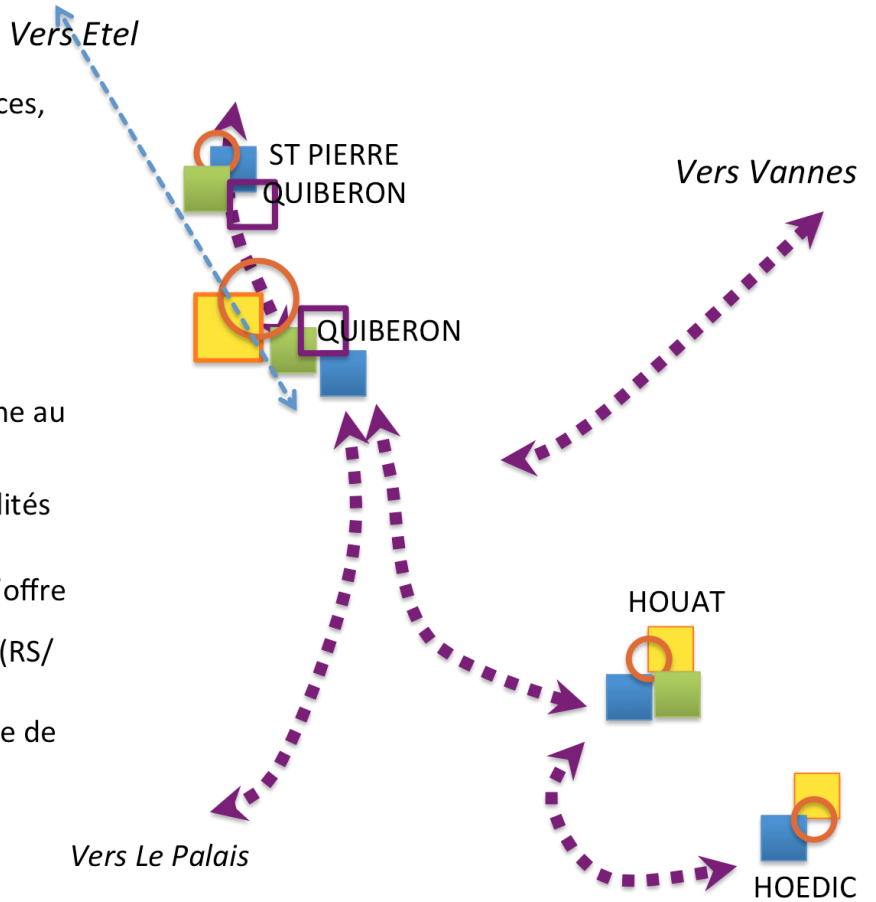 Vers Etel
ces,
ST PIERRE
QUIBERON
Vers Vannes
QUIBERON
ne au
lités
'offre
HOUAT
(RS/
e de
Vers Le Palais
HOEDIC